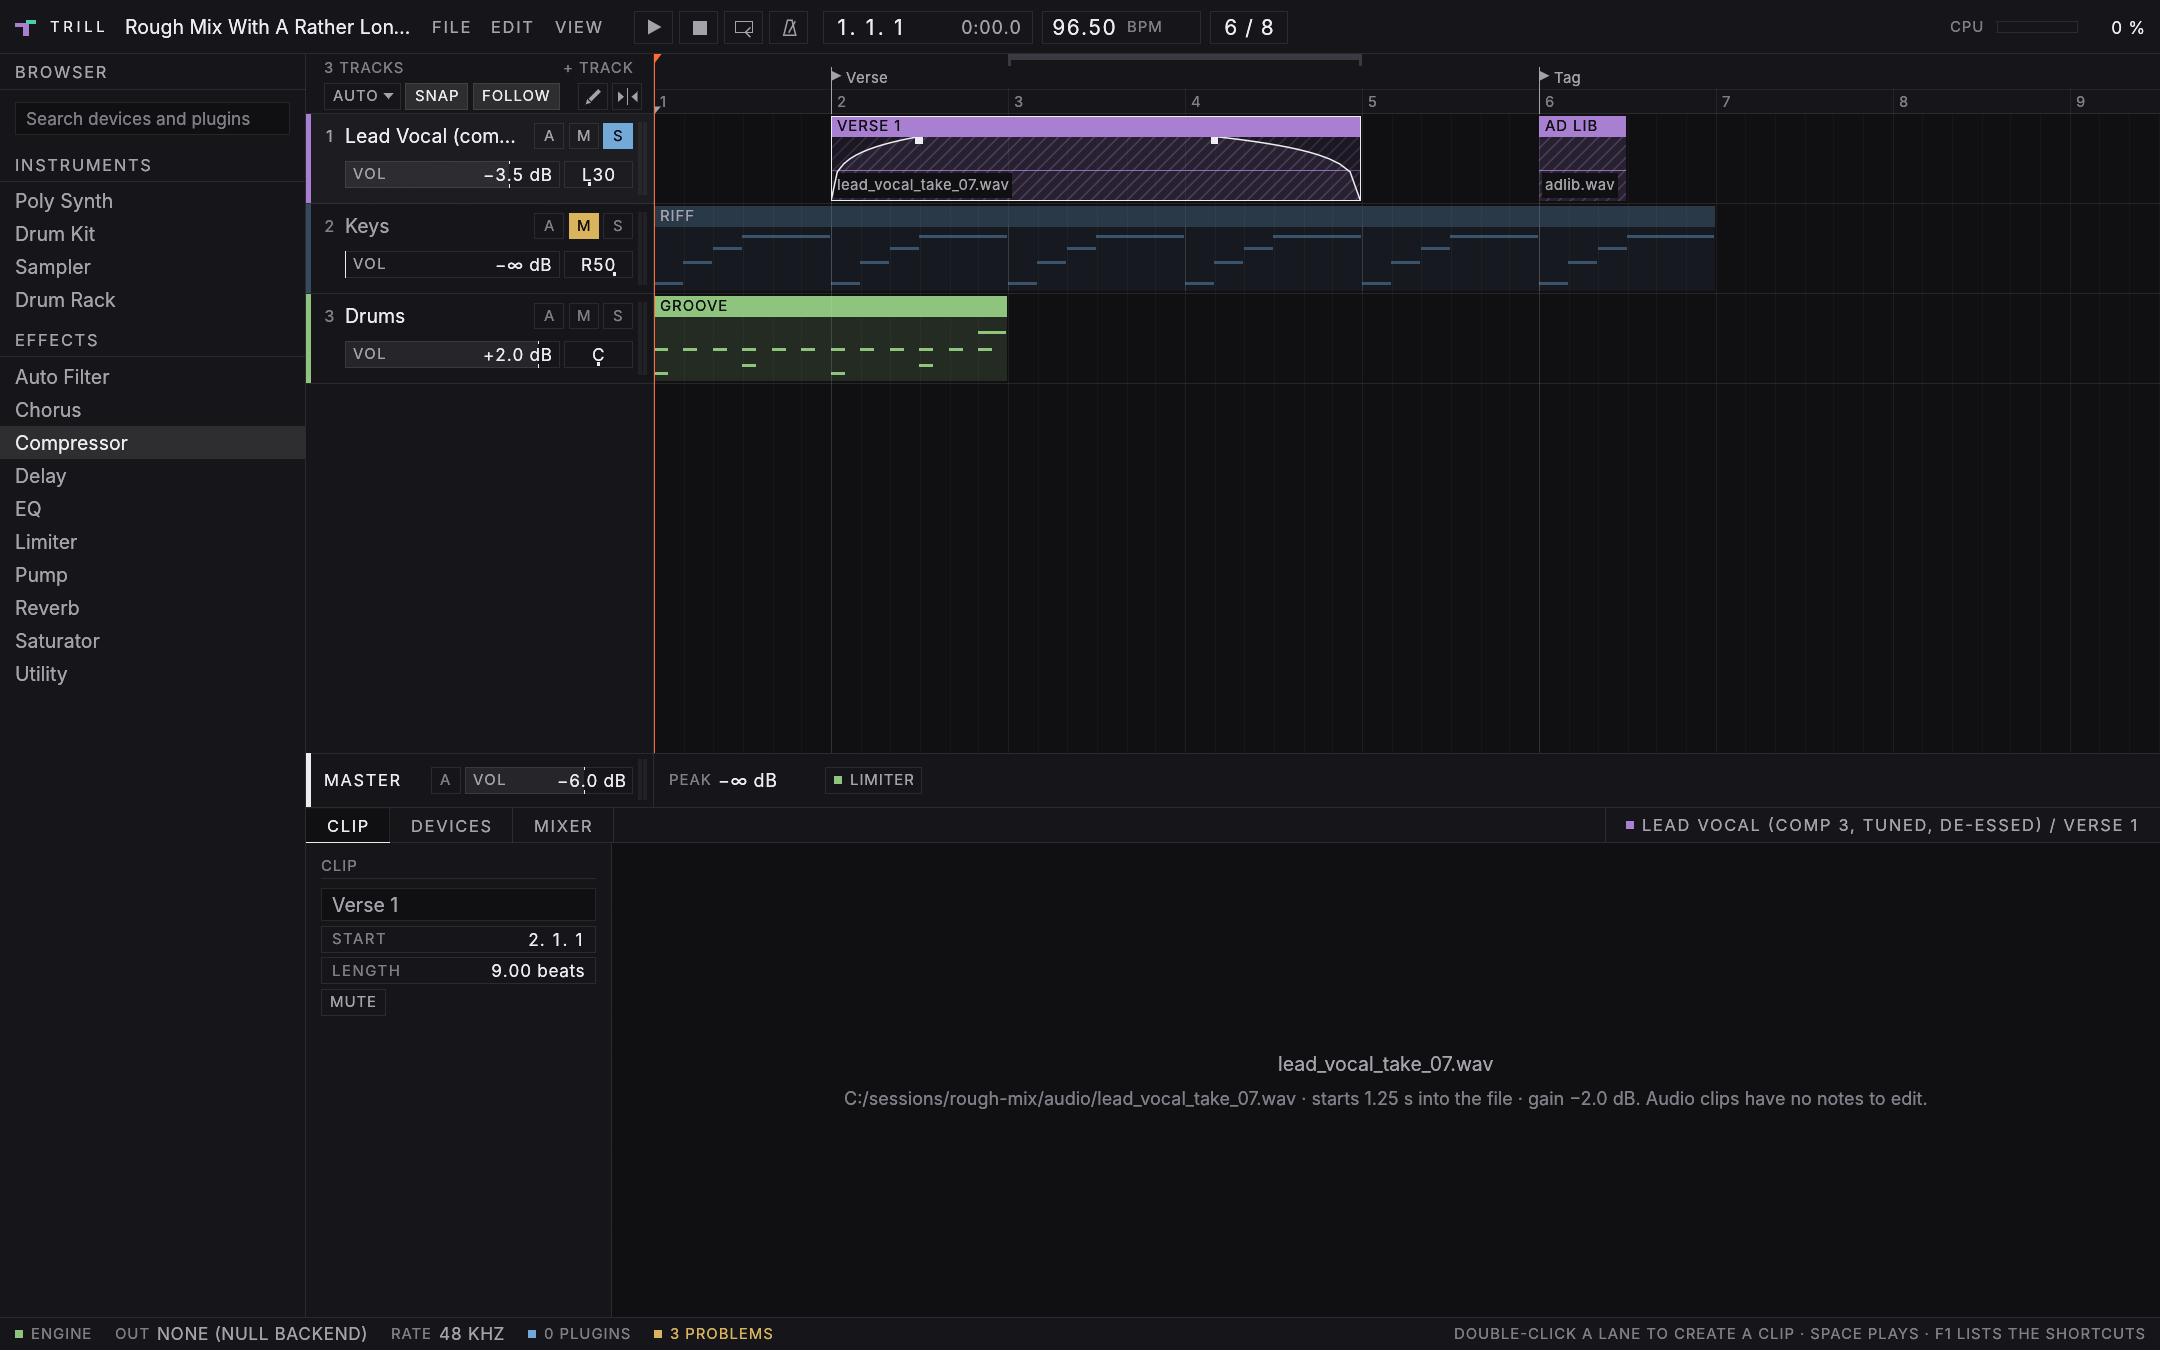 TRILL Rough Mix With A Rather Lon... FILE EDIT VIEW 1. 1. 1 0:00.0 96.50 BPM 6 / 8 CPU 0 %
BROWSER
Search devices and plugins
INSTRUMENTS
Poly Synth
Drum Kit
Sampler
Drum Rack
EFFECTS
Auto Filter
Chorus
Compressor
Delay
EQ
Limiter
Pump
Reverb
Saturator
Utility
3 TRACKS + TRACK
AUTO SNAP FOLLOW
Verse Tag
1 2 3 4 5 6 7 8 9
1 Lead Vocal (com... A M S
VOL −3.5 dB L30
VERSE 1
lead_vocal_take_07.wav
AD LIB
adlib.wav
2 Keys A M S
VOL −∞ dB R50
RIFF
3 Drums A M S
VOL +2.0 dB C
GROOVE
MASTER A VOL −6.0 dB PEAK −∞ dB LIMITER
CLIP DEVICES MIXER LEAD VOCAL (COMP 3, TUNED, DE-ESSED) / VERSE 1
CLIP
Verse 1
START 2. 1. 1
LENGTH 9.00 beats
MUTE
lead_vocal_take_07.wav
C:/sessions/rough-mix/audio/lead_vocal_take_07.wav · starts 1.25 s into the file · gain −2.0 dB. Audio clips have no notes to edit.
ENGINE OUT NONE (NULL BACKEND) RATE 48 KHZ 0 PLUGINS 3 PROBLEMS DOUBLE-CLICK A LANE TO CREATE A CLIP · SPACE PLAYS · F1 LISTS THE SHORTCUTS